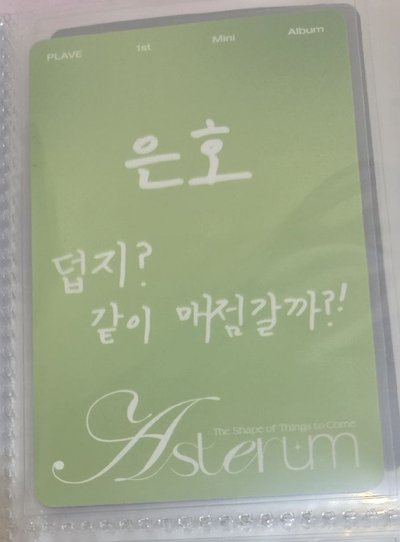 PLAVE 1st Mini Album
은호
덥지?
같이 매점갈까?!
The Shape of Things to Come
Asterum